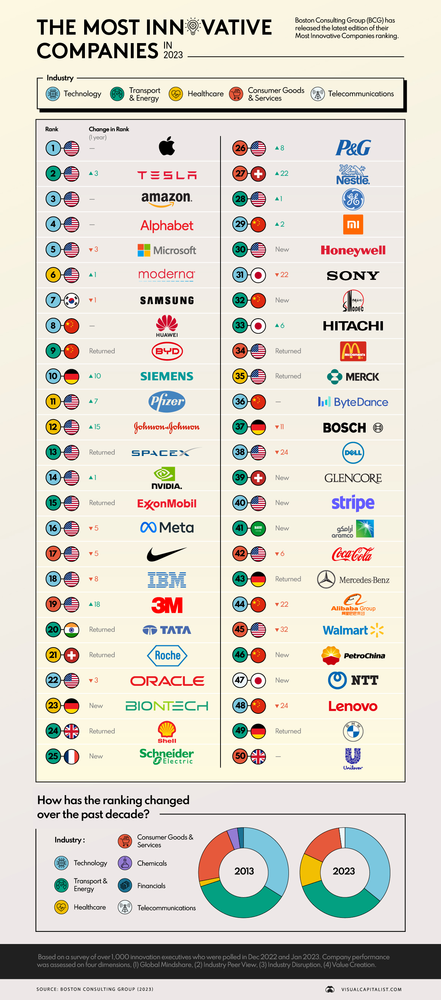 THE MOST INNOVATIVE
COMPANIES IN
2023
Boston Consulting Group (BCG) has
released the latest edition of their
Most Innovative Companies ranking.
Industry
Technology
Transport
& Energy
Healthcare
Consumer Goods
& Services
Telecommunications
Rank
Change in Rank
(1 year)
1 —
2 ▲3 TESLA
3 — amazon.
4 — Alphabet
5 ▼3 Microsoft
6 ▲1 moderna
7 ▼1 SAMSUNG
8 — HUAWEI
9 Returned BYD
10 ▲10 SIEMENS
11 ▲7 Pfizer
12 ▲15 Johnson&Johnson
13 Returned SPACEX
14 ▲1 NVIDIA.
15 Returned ExxonMobil
16 ▼5 Meta
17 ▼5
18 ▼8 IBM
19 ▲18 3M
20 Returned TATA
21 Returned Roche
22 ▼3 ORACLE
23 New BIONTECH
24 Returned Shell
25 New Schneider
Electric
26 ▲8 P&G
27 ▲22 Nestlé.
28 ▲1 GE
29 ▲2 mi
30 New Honeywell
31 ▼22 SONY
32 New SINOPEC
33 ▲6 HITACHI
34 Returned McDonald's
35 Returned MERCK
36 — ByteDance
37 ▼11 BOSCH
38 ▼24 DELL
39 New GLENCORE
40 New stripe
41 New أرامكو
aramco
42 ▼6 Coca-Cola
43 Returned Mercedes-Benz
44 ▼22 Alibaba Group
阿里巴巴集团
45 ▼32 Walmart
46 New PetroChina
47 New NTT
48 ▼24 Lenovo
49 Returned BMW
50 — Unilever
How has the ranking changed
over the past decade?
Industry :
Technology
Transport &
Energy
Healthcare
Consumer Goods &
Services
Chemicals
Financials
Telecommunications
2013
2023
Based on a survey of over 1,000 innovation executives who were polled in Dec 2022 and Jan 2023. Company performance
was assessed on four dimensions, (1) Global Mindshare, (2) Industry Peer View, (3) Industry Disruption, (4) Value Creation.
SOURCE: BOSTON CONSULTING GROUP (2023)
VISUALCAPITALIST.COM